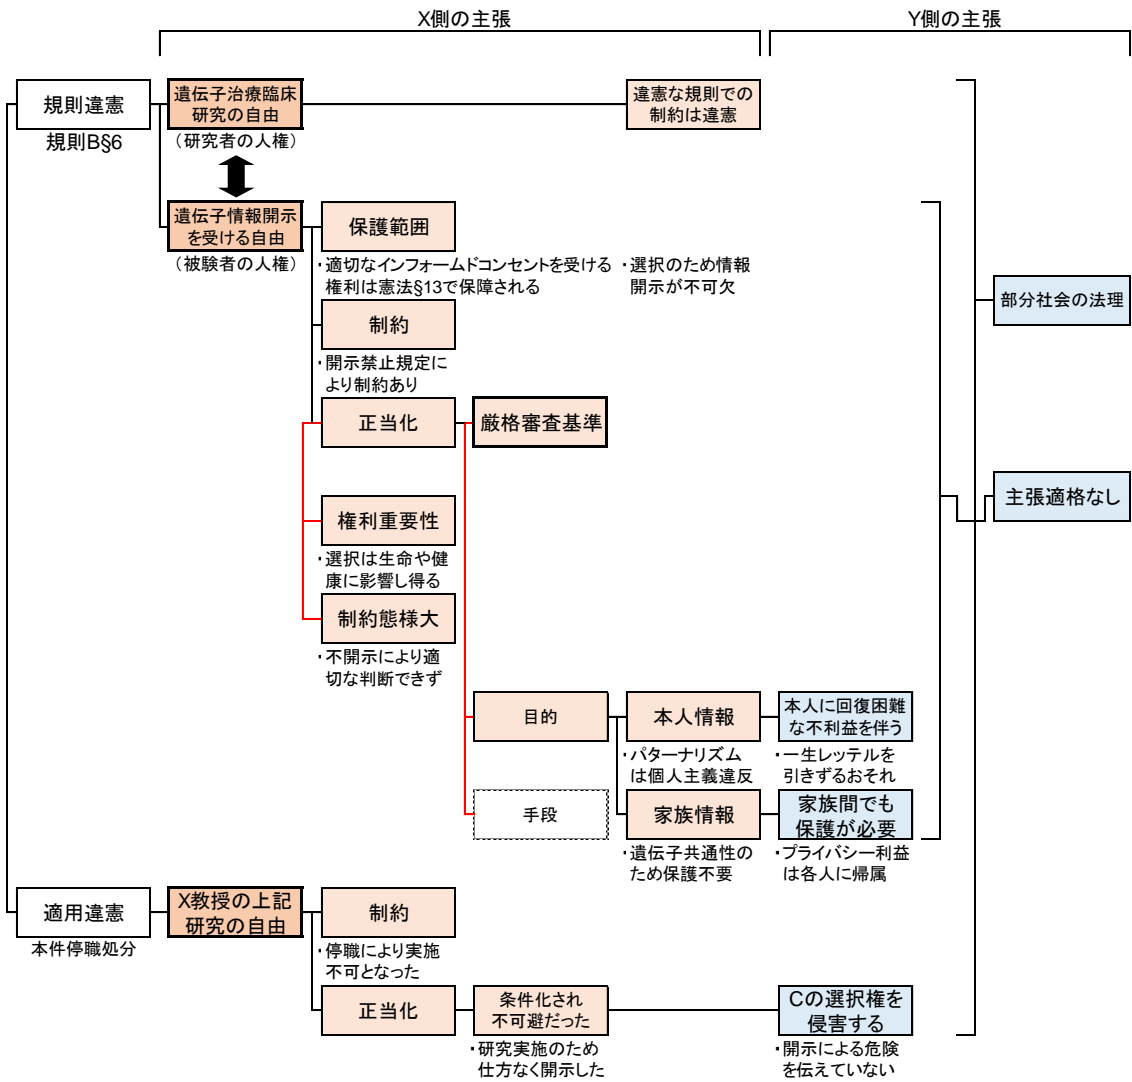 X側の主張
Y側の主張
規則違憲
規則B§6
遺伝子治療臨床
研究の自由
（研究者の人権）
違憲な規則での
制約は違憲
遺伝子情報開示
を受ける自由
（被験者の人権）
保護範囲
・適切なインフォームドコンセントを受ける
権利は憲法§13で保障される
・選択のため情報
開示が不可欠
制約
・開示禁止規定に
より制約あり
正当化
厳格審査基準
権利重要性
・選択は生命や健
康に影響し得る
制約態様大
・不開示により適
切な判断できず
目的
本人情報
・パターナリズム
は個人主義違反
本人に回復困難
な不利益を伴う
・一生レッテルを
引きずるおそれ
手段
家族情報
・遺伝子共通性の
ため保護不要
家族間でも
保護が必要
・プライバシー利益
は各人に帰属
部分社会の法理
主張適格なし
適用違憲
本件停職処分
X教授の上記
研究の自由
制約
・停職により実施
不可となった
正当化
条件化され
不可避だった
・研究実施のため
仕方なく開示した
Cの選択権を
侵害する
・開示による危険
を伝えていない